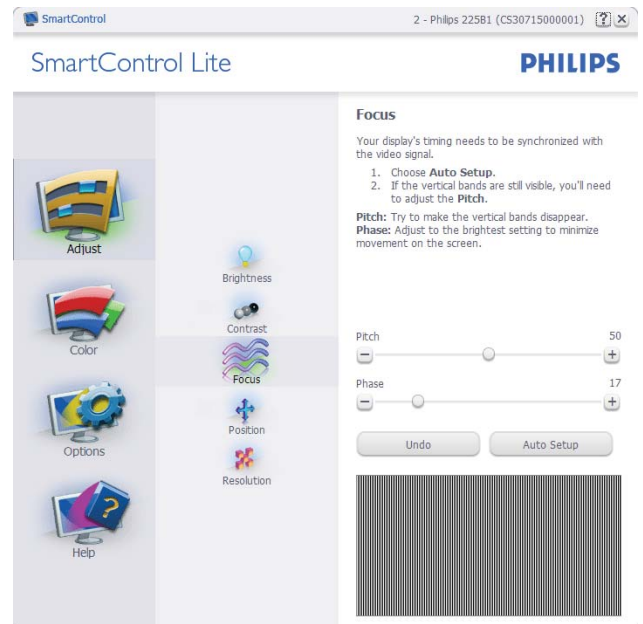 SmartControl
2 - Philips 225B1 (CS30715000001)
?
SmartControl Lite
PHILIPS
Adjust
Color
Options
?
Help
Brightness
Contrast
Focus
Position
Resolution
Focus
Your display's timing needs to be synchronized with
the video signal.
1. Choose Auto Setup.
2. If the vertical bands are still visible, you'll need
to adjust the Pitch.
Pitch: Try to make the vertical bands disappear.
Phase: Adjust to the brightest setting to minimize
movement on the screen.
Pitch 50
Phase 17
Undo Auto Setup